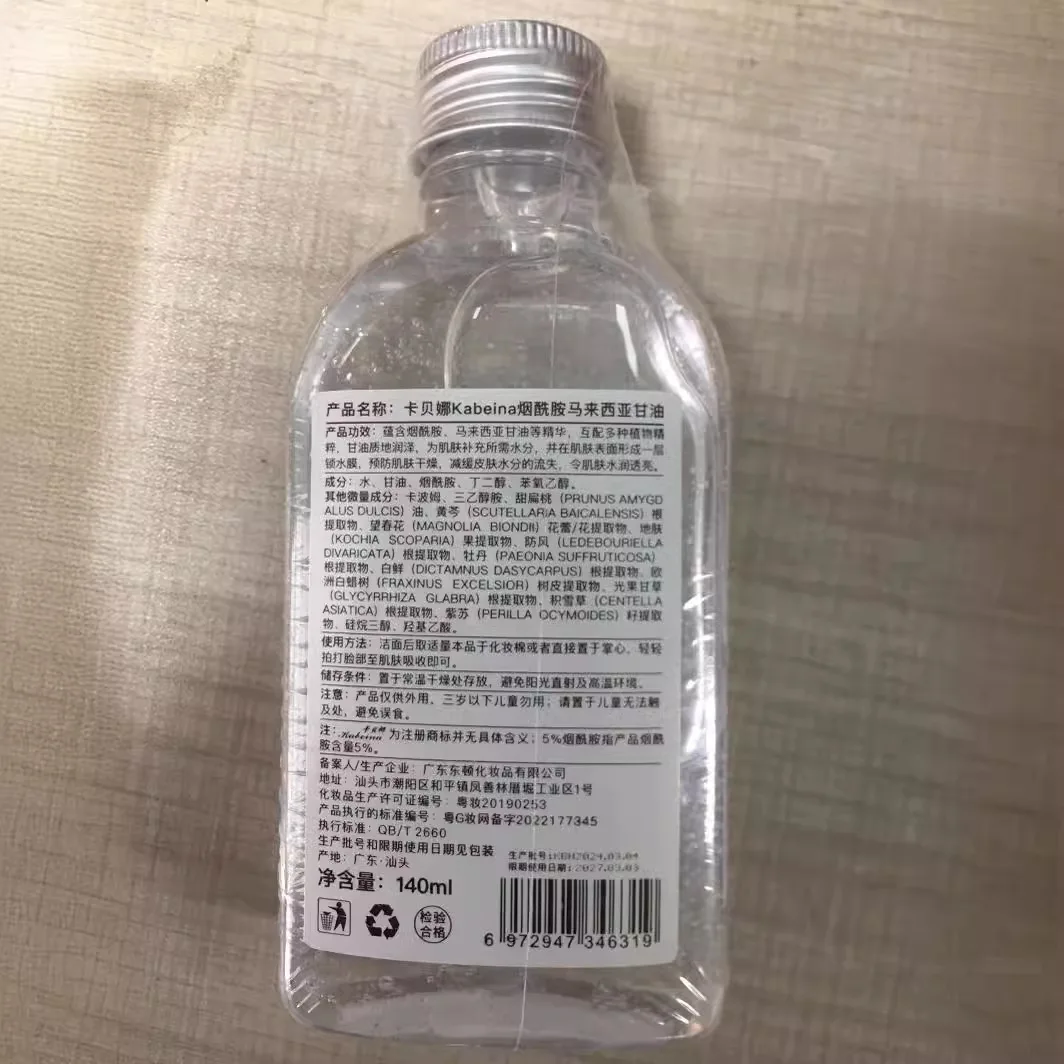 产品名称：卡贝娜Kabeina烟酰胺马来西亚甘油
产品功效：蕴含烟酰胺、马来西亚甘油等精华，互配多种植物精
粹，甘油质地润泽，为肌肤补充所需水分，并在肌肤表面形成一层
锁水膜，预防肌肤干燥，减缓皮肤水分的流失，令肌肤水润透亮。
成分：水、甘油、烟酰胺、丁二醇、苯氧乙醇。
其他微量成分：卡波姆、三乙醇胺、甜扁桃（PRUNUS AMYGD
ALUS DULCIS）油、黄芩（SCUTELLARIA BAICALENSIS）根
提取物、望春花（MAGNOLIA BIONDII）花蕾/花提取物、地肤
（KOCHIA SCOPARIA）果提取物、防风（LEDEBOURIELLA
DIVARICATA）根提取物、牡丹（PAEONIA SUFFRUTICOSA）
根提取物、白鲜（DICTAMNUS DASYCARPUS）根提取物、欧
洲白蜡树（FRAXINUS EXCELSIOR）树皮提取物、光果甘草
（GLYCYRRHIZA GLABRA）根提取物、积雪草（CENTELLA
ASIATICA）根提取物、紫苏（PERILLA OCYMOIDES）籽提取
物、硅烷三醇、羟基乙酸。
使用方法：洁面后取适量本品于化妆棉或者直接置于掌心，轻轻
拍打脸部至肌肤吸收即可。
储存条件：置于常温干燥处存放，避免阳光直射及高温环境。
注意：产品仅供外用，三岁以下儿童勿用；请置于儿童无法触
及处，避免误食。
注：卡贝娜 Kabeina 为注册商标并无具体含义；5%烟酰胺指产品烟酰
胺含量5%。
备案人/生产企业：广东东顿化妆品有限公司
地址：汕头市潮阳区和平镇凤善林厝堀工业区1号
化妆品生产许可证编号：粤妆20190253
产品执行的标准编号：粤G妆网备字2022177345
执行标准：QB/T 2660
生产批号和限期使用日期见包装
产地：广东·汕头
生产批号:KBH2024.03.04
限期使用日期:2027.03.03
净含量：140ml
检验
合格
6 972947 346319